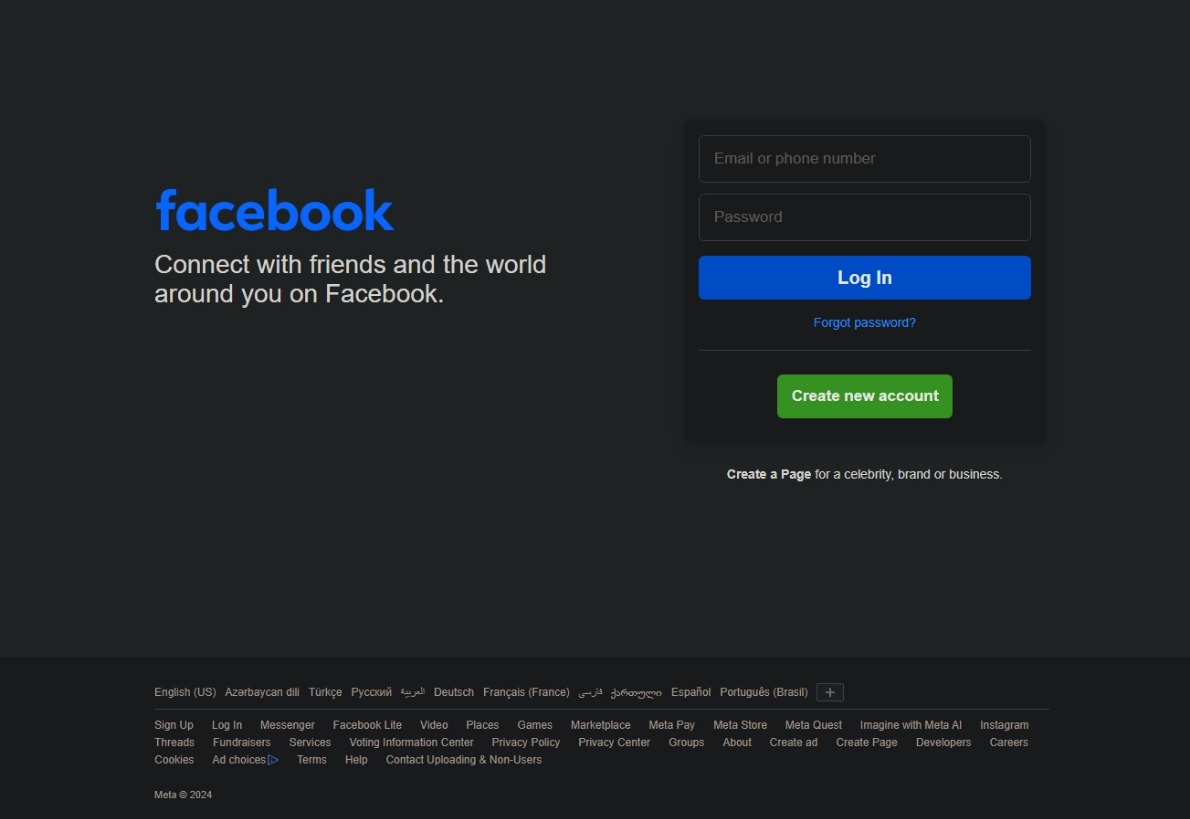 facebook
Connect with friends and the world
around you on Facebook.
Email or phone number
Password
Log In
Forgot password?
Create new account
Create a Page for a celebrity, brand or business.
English (US) Azərbaycan dili Türkçe Русский العربية Deutsch Français (France) فارسی ქართული Español Português (Brasil) +
Sign Up Log In Messenger Facebook Lite Video Places Games Marketplace Meta Pay Meta Store Meta Quest Imagine with Meta AI Instagram
Threads Fundraisers Services Voting Information Center Privacy Policy Privacy Center Groups About Create ad Create Page Developers Careers
Cookies Ad choices Terms Help Contact Uploading & Non-Users
Meta © 2024